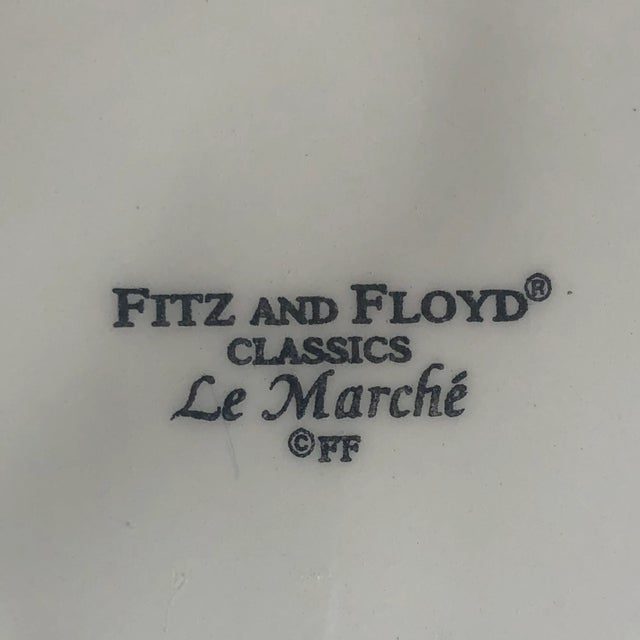 FITZ AND FLOYD®
CLASSICS
Le Marché
©FF